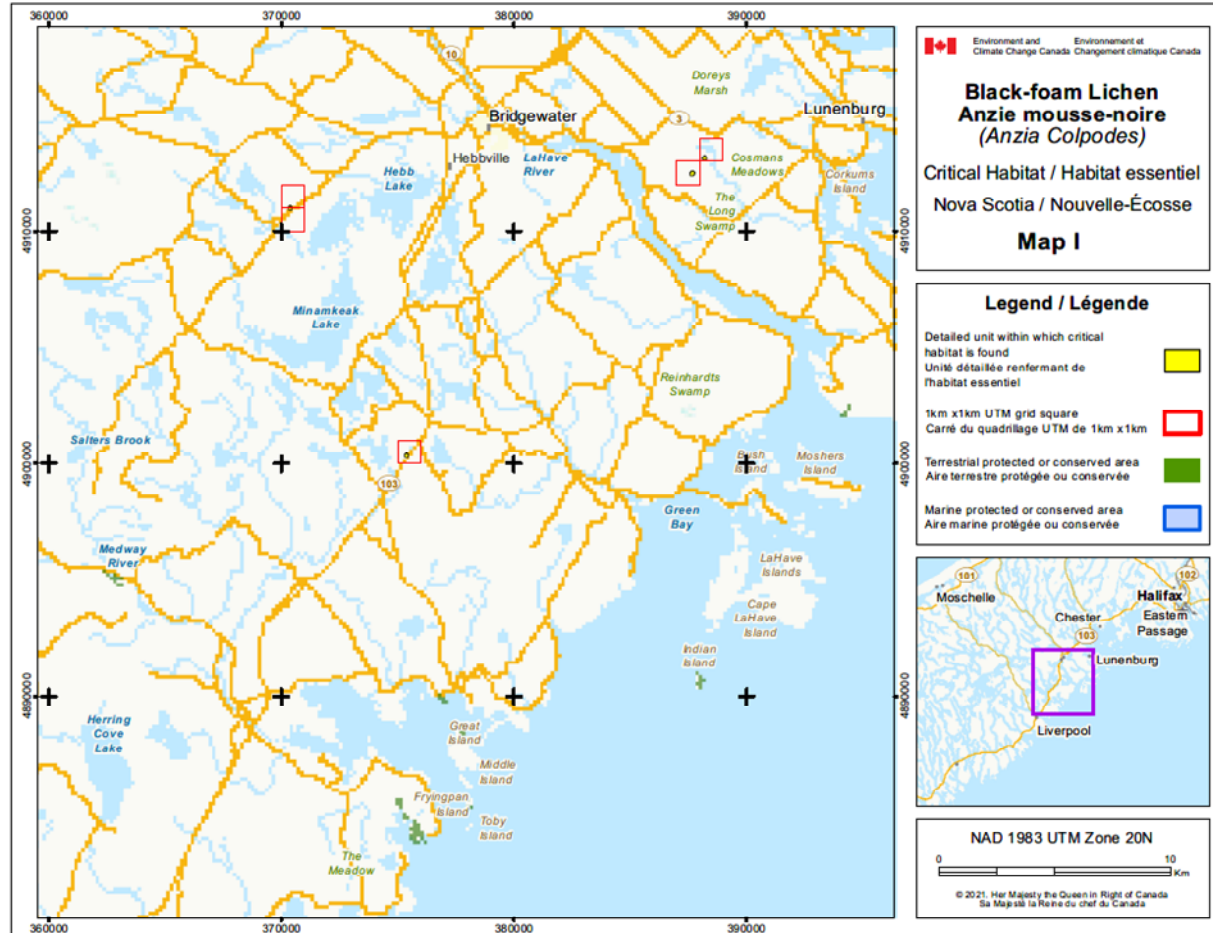 360000 370000 380000 390000
10
Doreys
Marsh
Lunenburg
3
Bridgewater
Hebbville
LaHave
River
Hebb
Lake
Cosmans
Meadows
Corkums
Island
The
Long
Swamp
4910000 4910000
Minamkeak
Lake
Reinhardts
Swamp
Salters Brook
4900000 4900000
103
Bush
Island
Moshers
Island
Green
Bay
Medway
River
LaHave
Islands
Cape
LaHave
Island
Indian
Island
4890000 4890000
Herring
Cove
Lake
Great
Island
Middle
Island
Fryingpan
Island
Toby
Island
The
Meadow
360000 370000 380000 390000
Environment and Environnement et
Climate Change Canada Changement climatique Canada
Black-foam Lichen
Anzie mousse-noire
(Anzia Colpodes)
Critical Habitat / Habitat essentiel
Nova Scotia / Nouvelle-Écosse
Map I
Legend / Légende
Detailed unit within which critical
habitat is found
Unité détaillée renfermant de
l'habitat essentiel
1km x1km UTM grid square
Carré du quadrillage UTM de 1km x1km
Terrestrial protected or conserved area
Aire terrestre protégée ou conservée
Marine protected or conserved area
Aire marine protégée ou conservée
101
102
Moschelle
Halifax
Chester
Eastern
Passage
103
Lunenburg
Liverpool
NAD 1983 UTM Zone 20N
0 10
Km
© 2021. Her Majesty the Queen in Right of Canada
Sa Majesté la Reine du chef du Canada